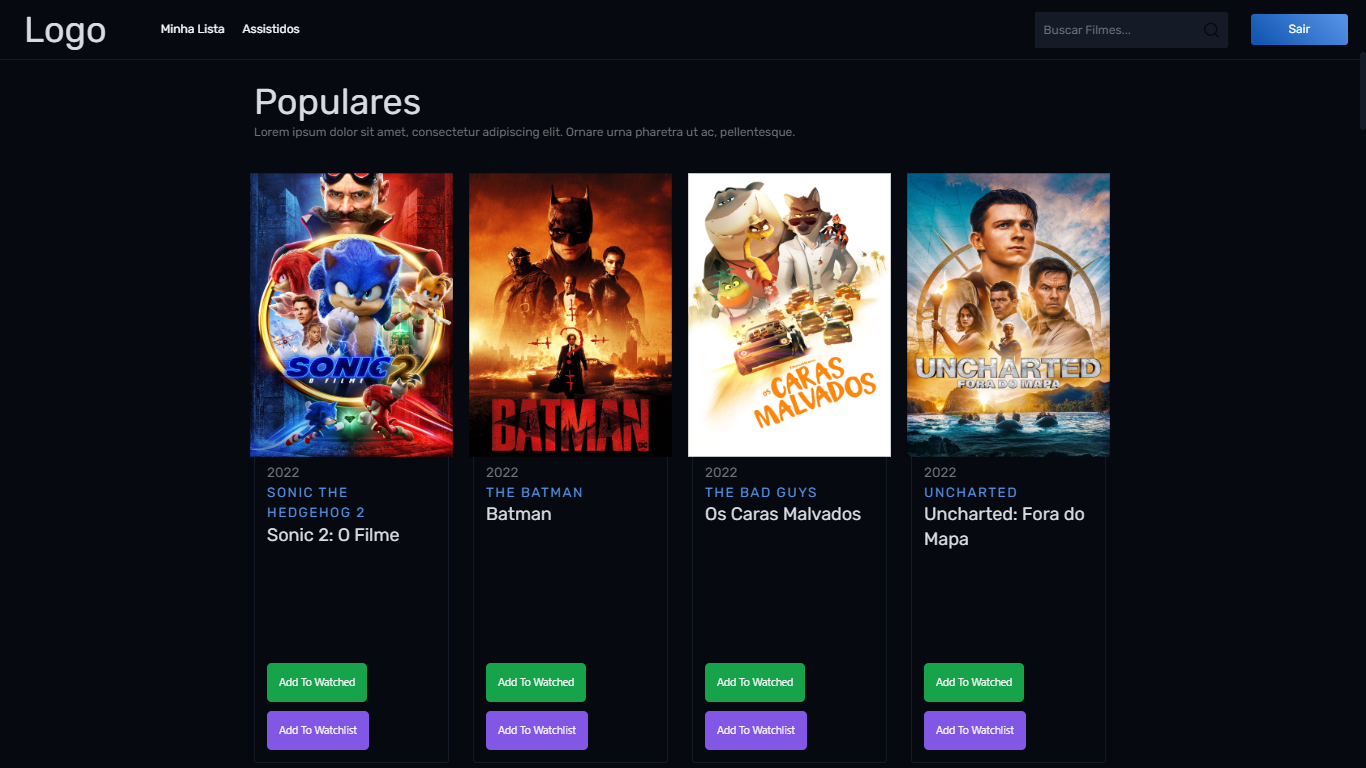 Logo
Minha Lista Assistidos
Buscar Filmes...
Sair
Populares
Lorem ipsum dolor sit amet, consectetur adipiscing elit. Ornare urna pharetra ut ac, pellentesque.
SONIC 2
O FILME
BATMAN
DC
OS CARAS
MALVADOS
UNCHARTED
FORA DO MAPA
2022
SONIC THE
HEDGEHOG 2
Sonic 2: O Filme
Add To Watched
Add To Watchlist
2022
THE BATMAN
Batman
Add To Watched
Add To Watchlist
2022
THE BAD GUYS
Os Caras Malvados
Add To Watched
Add To Watchlist
2022
UNCHARTED
Uncharted: Fora do
Mapa
Add To Watched
Add To Watchlist